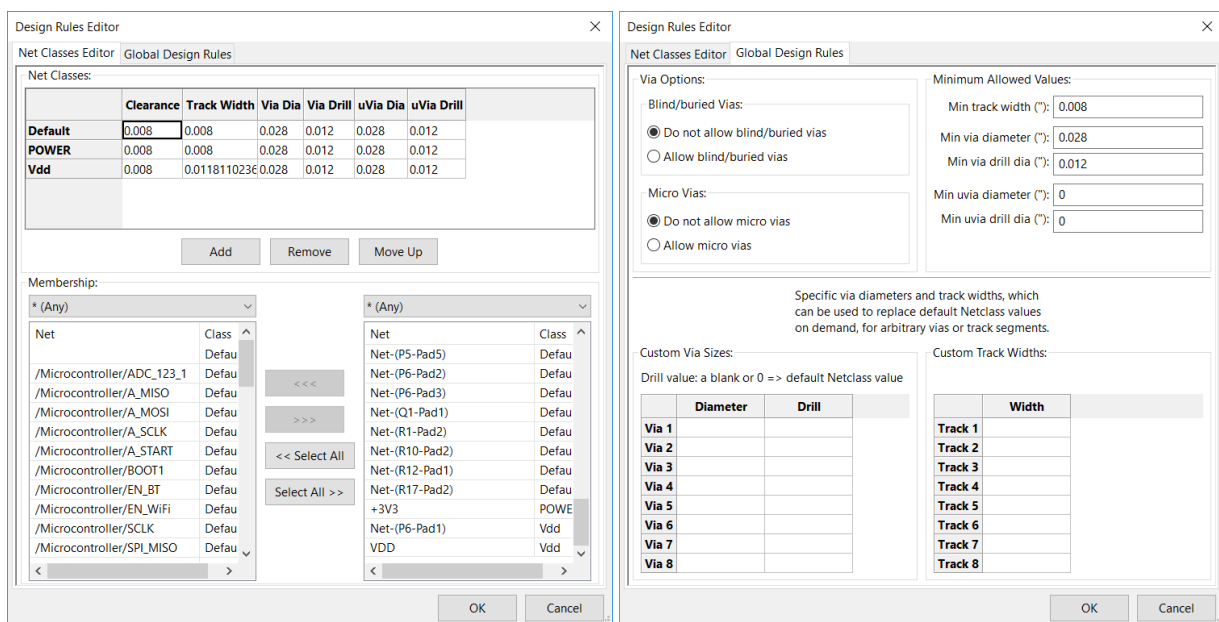 Design Rules Editor
Net Classes Editor Global Design Rules
Net Classes:
Clearance Track Width Via Dia Via Drill uVia Dia uVia Drill
Default 0.008 0.008 0.028 0.012 0.028 0.012
POWER 0.008 0.008 0.028 0.012 0.028 0.012
Vdd 0.008 0.0118110236 0.028 0.012 0.028 0.012
Add Remove Move Up
Membership:
* (Any) * (Any)
Net Class
Defau
/Microcontroller/ADC_123_1 Defau
/Microcontroller/A_MISO Defau
/Microcontroller/A_MOSI Defau
/Microcontroller/A_SCLK Defau
/Microcontroller/A_START Defau
/Microcontroller/BOOT1 Defau
/Microcontroller/EN_BT Defau
/Microcontroller/EN_WiFi Defau
/Microcontroller/SCLK Defau
/Microcontroller/SPI_MISO Defau
<<<
>>>
<< Select All
Select All >>
Net Class
Net-(P5-Pad5) Defau
Net-(P6-Pad2) Defau
Net-(P6-Pad3) Defau
Net-(Q1-Pad1) Defau
Net-(R1-Pad2) Defau
Net-(R10-Pad2) Defau
Net-(R12-Pad1) Defau
Net-(R17-Pad2) Defau
+3V3 POWE
Net-(P6-Pad1) Vdd
VDD Vdd
OK Cancel
Design Rules Editor
Net Classes Editor Global Design Rules
Via Options:
Blind/buried Vias:
Do not allow blind/buried vias
Allow blind/buried vias
Micro Vias:
Do not allow micro vias
Allow micro vias
Minimum Allowed Values:
Min track width ("): 0.008
Min via diameter ("): 0.028
Min via drill dia ("): 0.012
Min uvia diameter ("): 0
Min uvia drill dia ("): 0
Specific via diameters and track widths, which
can be used to replace default Netclass values
on demand, for arbitrary vias or track segments.
Custom Via Sizes:
Drill value: a blank or 0 => default Netclass value
Diameter Drill
Via 1
Via 2
Via 3
Via 4
Via 5
Via 6
Via 7
Via 8
Custom Track Widths:
Width
Track 1
Track 2
Track 3
Track 4
Track 5
Track 6
Track 7
Track 8
OK Cancel